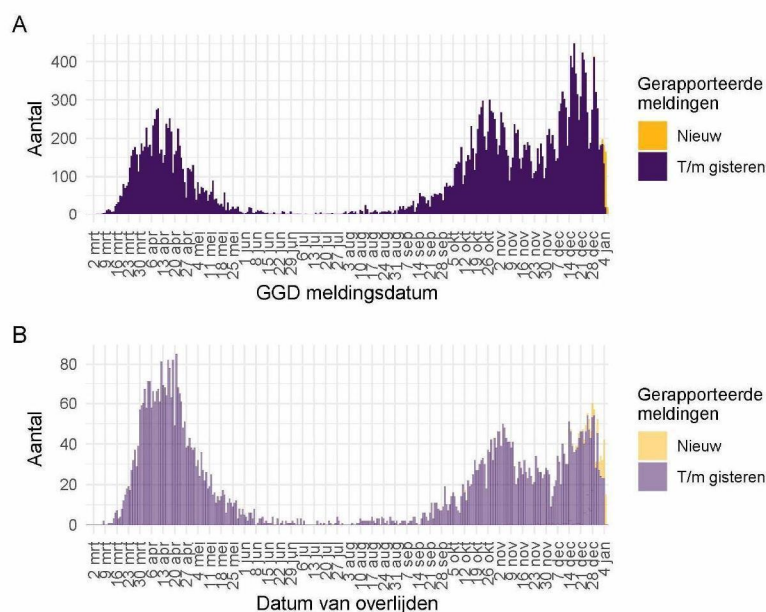 A
Aantal
400
300
200
100
0
2 mrt
9 mrt
16 mrt
23 mrt
30 mrt
6 apr
13 apr
20 apr
27 apr
4 mei
11 mei
18 mei
25 mei
1 jun
8 jun
15 jun
22 jun
29 jun
6 jul
13 jul
20 jul
27 jul
3 aug
10 aug
17 aug
24 aug
31 aug
7 sep
14 sep
21 sep
28 sep
5 okt
12 okt
19 okt
26 okt
2 nov
9 nov
16 nov
23 nov
30 nov
7 dec
14 dec
21 dec
28 dec
4 jan
GGD meldingsdatum
Gerapporteerde
meldingen
Nieuw
T/m gisteren
B
Aantal
80
60
40
20
0
2 mrt
9 mrt
16 mrt
23 mrt
30 mrt
6 apr
13 apr
20 apr
27 apr
4 mei
11 mei
18 mei
25 mei
1 jun
8 jun
15 jun
22 jun
29 jun
6 jul
13 jul
20 jul
27 jul
3 aug
10 aug
17 aug
24 aug
31 aug
7 sep
14 sep
21 sep
28 sep
5 okt
12 okt
19 okt
26 okt
2 nov
9 nov
16 nov
23 nov
30 nov
7 dec
14 dec
21 dec
28 dec
4 jan
Datum van overlijden
Gerapporteerde
meldingen
Nieuw
T/m gisteren